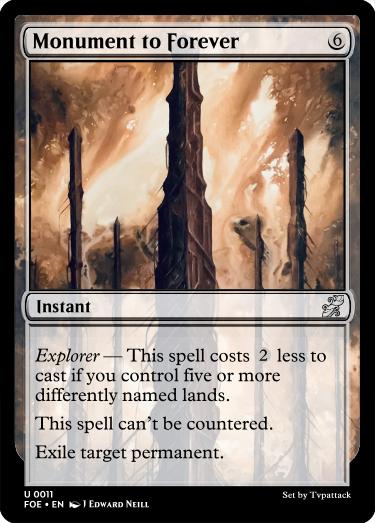 Monument to Forever 6
Instant
Explorer — This spell costs 2 less to
cast if you control five or more
differently named lands.
This spell can't be countered.
Exile target permanent.
U 0011
FOE • EN J Edward Neill
Set by Tvpattack